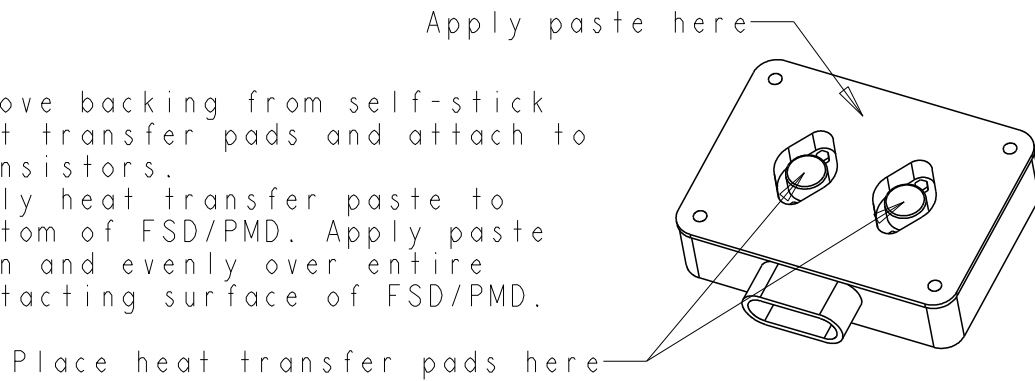 Apply paste here
ove backing from self-stick
t transfer pads and attach to
nsistors.
ly heat transfer paste to
tom of FSD/PMD. Apply paste
n and evenly over entire
tacting surface of FSD/PMD.
Place heat transfer pads here